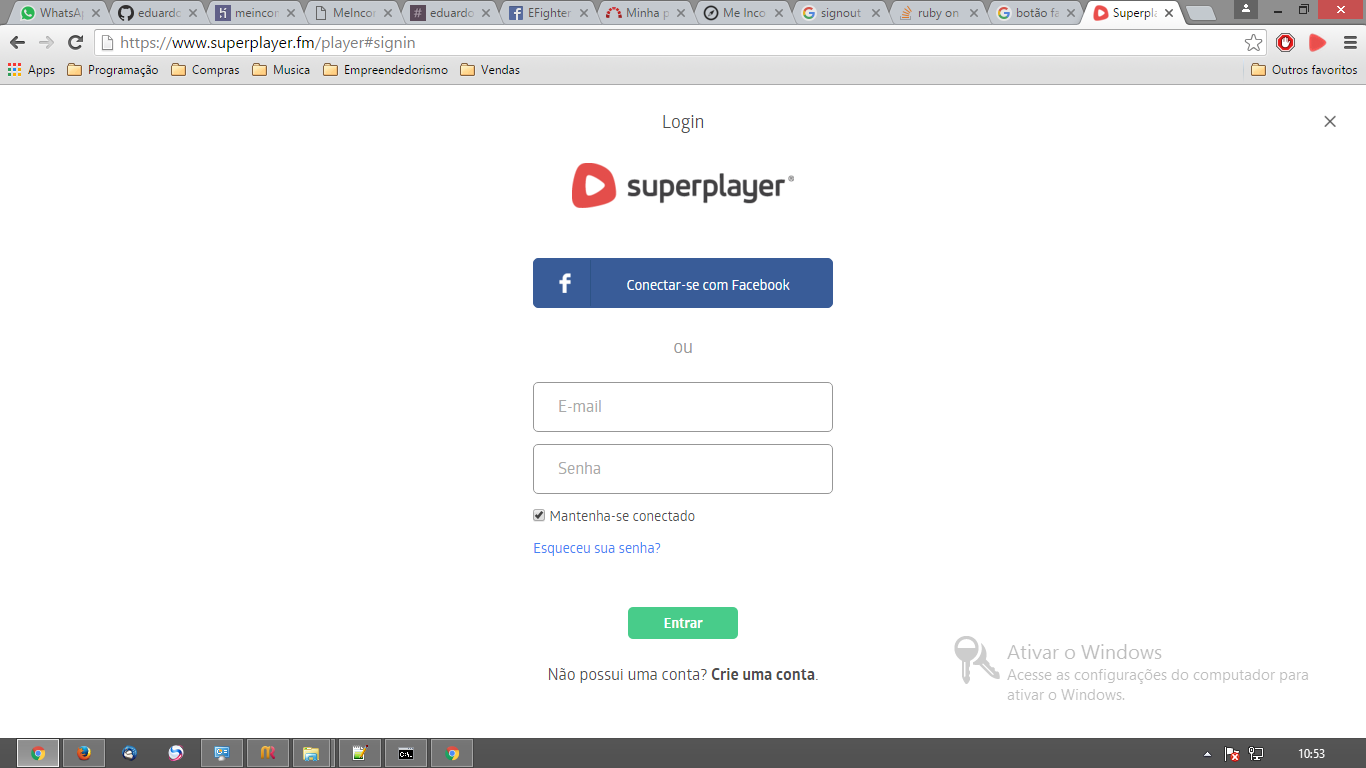 WhatsAp eduardo meincor MeIncor eduardo EFighter Minha p Me Inco signout ruby on botão fa Superpla
https://www.superplayer.fm/player#signin
Apps Programação Compras Musica Empreendedorismo Vendas Outros favoritos
Login
superplayer®
f Conectar-se com Facebook
ou
E-mail
Senha
Mantenha-se conectado
Esqueceu sua senha?
Entrar
Ativar o Windows
Não possui uma conta? Crie uma conta.
Acesse as configurações do computador para
ativar o Windows.
10:53